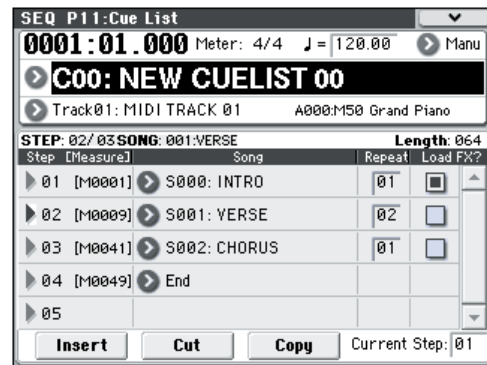 SEQ P11:Cue List
0001:01.000 Meter: 4/4 ♩= 120.00 Manu
C00: NEW CUELIST 00
Track01: MIDI TRACK 01 A000:M50 Grand Piano
STEP: 02/03 SONG: 001:VERSE Length: 064
Step [Measure] Song Repeat Load FX?
01 [M0001] S000: INTRO 01
02 [M0009] S001: VERSE 02
03 [M0041] S002: CHORUS 01
04 [M0049] End
05
Insert Cut Copy Current Step: 01